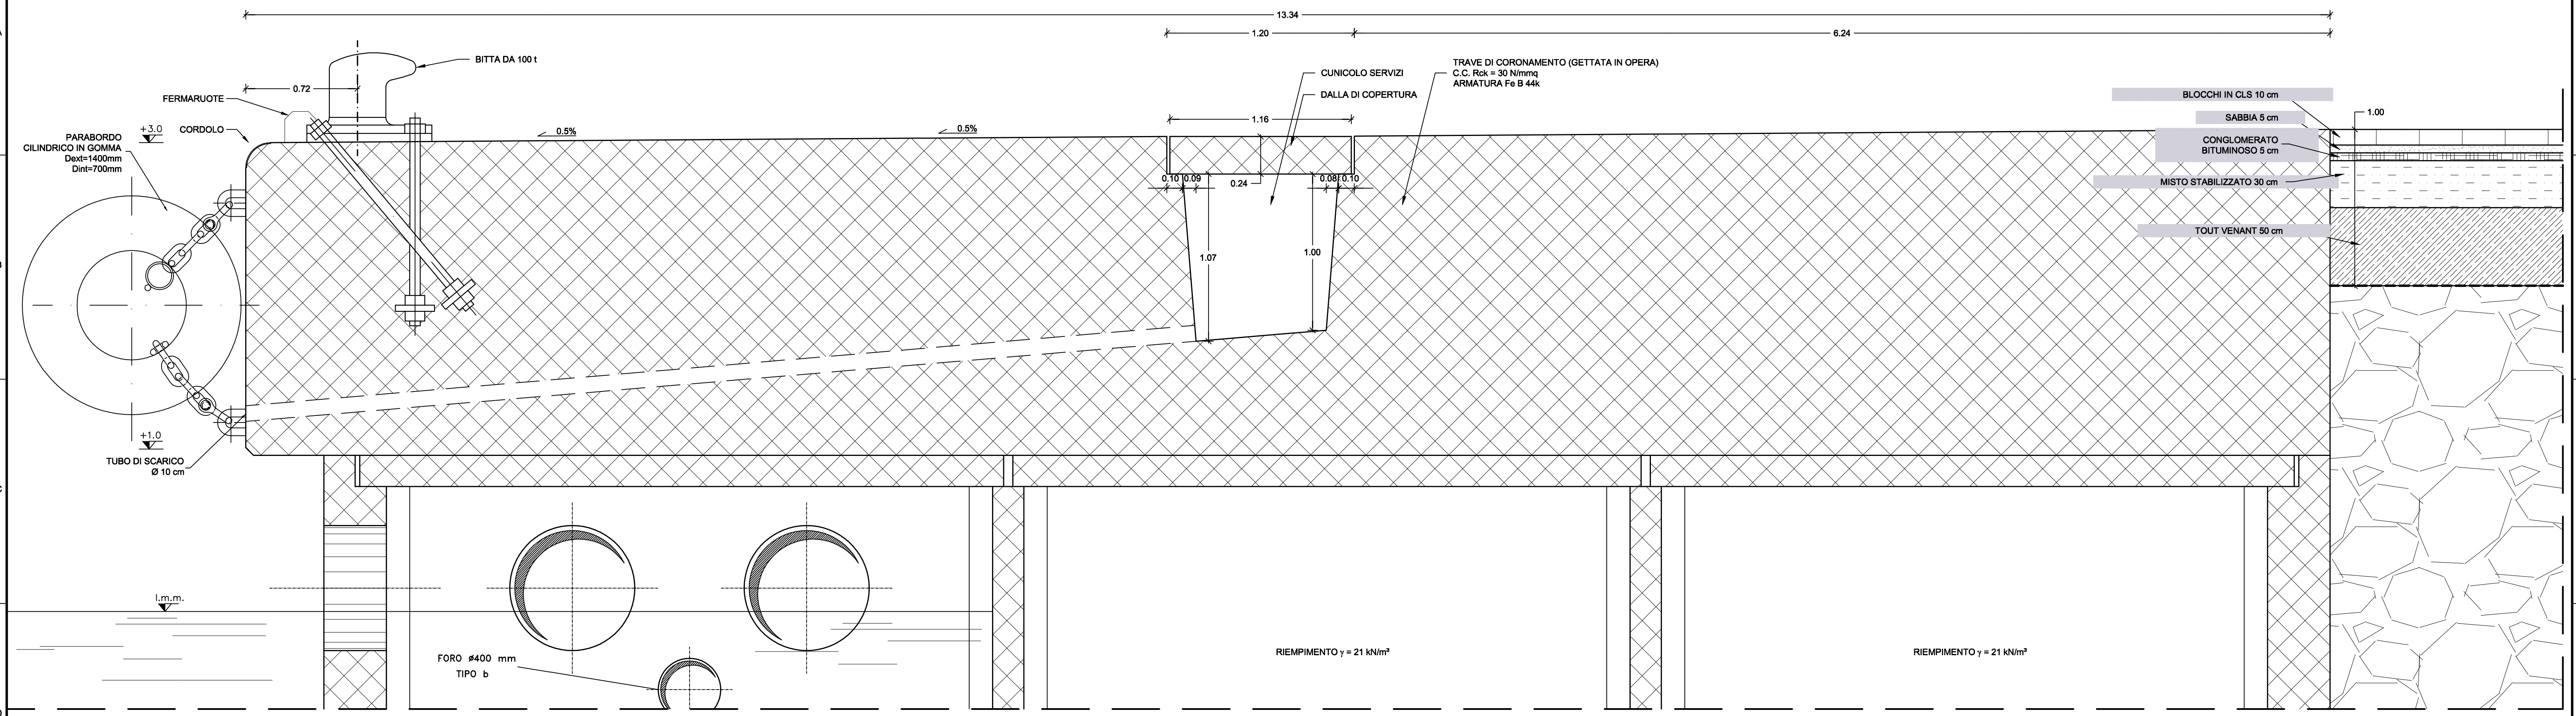 13.34
1.20
6.24
BITTA DA 100 t
0.72
FERMARUOTE
CORDOLO
PARABORDO
CILINDRICO IN GOMMA
Dext=1400mm
Dint=700mm
+3.0
0.5%
0.5%
CUNICOLO SERVIZI
DALLA DI COPERTURA
TRAVE DI CORONAMENTO (GETTATA IN OPERA)
C.C. Rck = 30 N/mmq
ARMATURA Fe B 44k
1.16
0.10
0.09
0.24
0.08
0.10
1.07
1.00
BLOCCHI IN CLS 10 cm
SABBIA 5 cm
CONGLOMERATO
BITUMINOSO 5 cm
MISTO STABILIZZATO 30 cm
TOUT VENANT 50 cm
1.00
+1.0
TUBO DI SCARICO
Ø 10 cm
l.m.m.
FORO ø400 mm
TIPO b
RIEMPIMENTO γ = 21 kN/m³
RIEMPIMENTO γ = 21 kN/m³